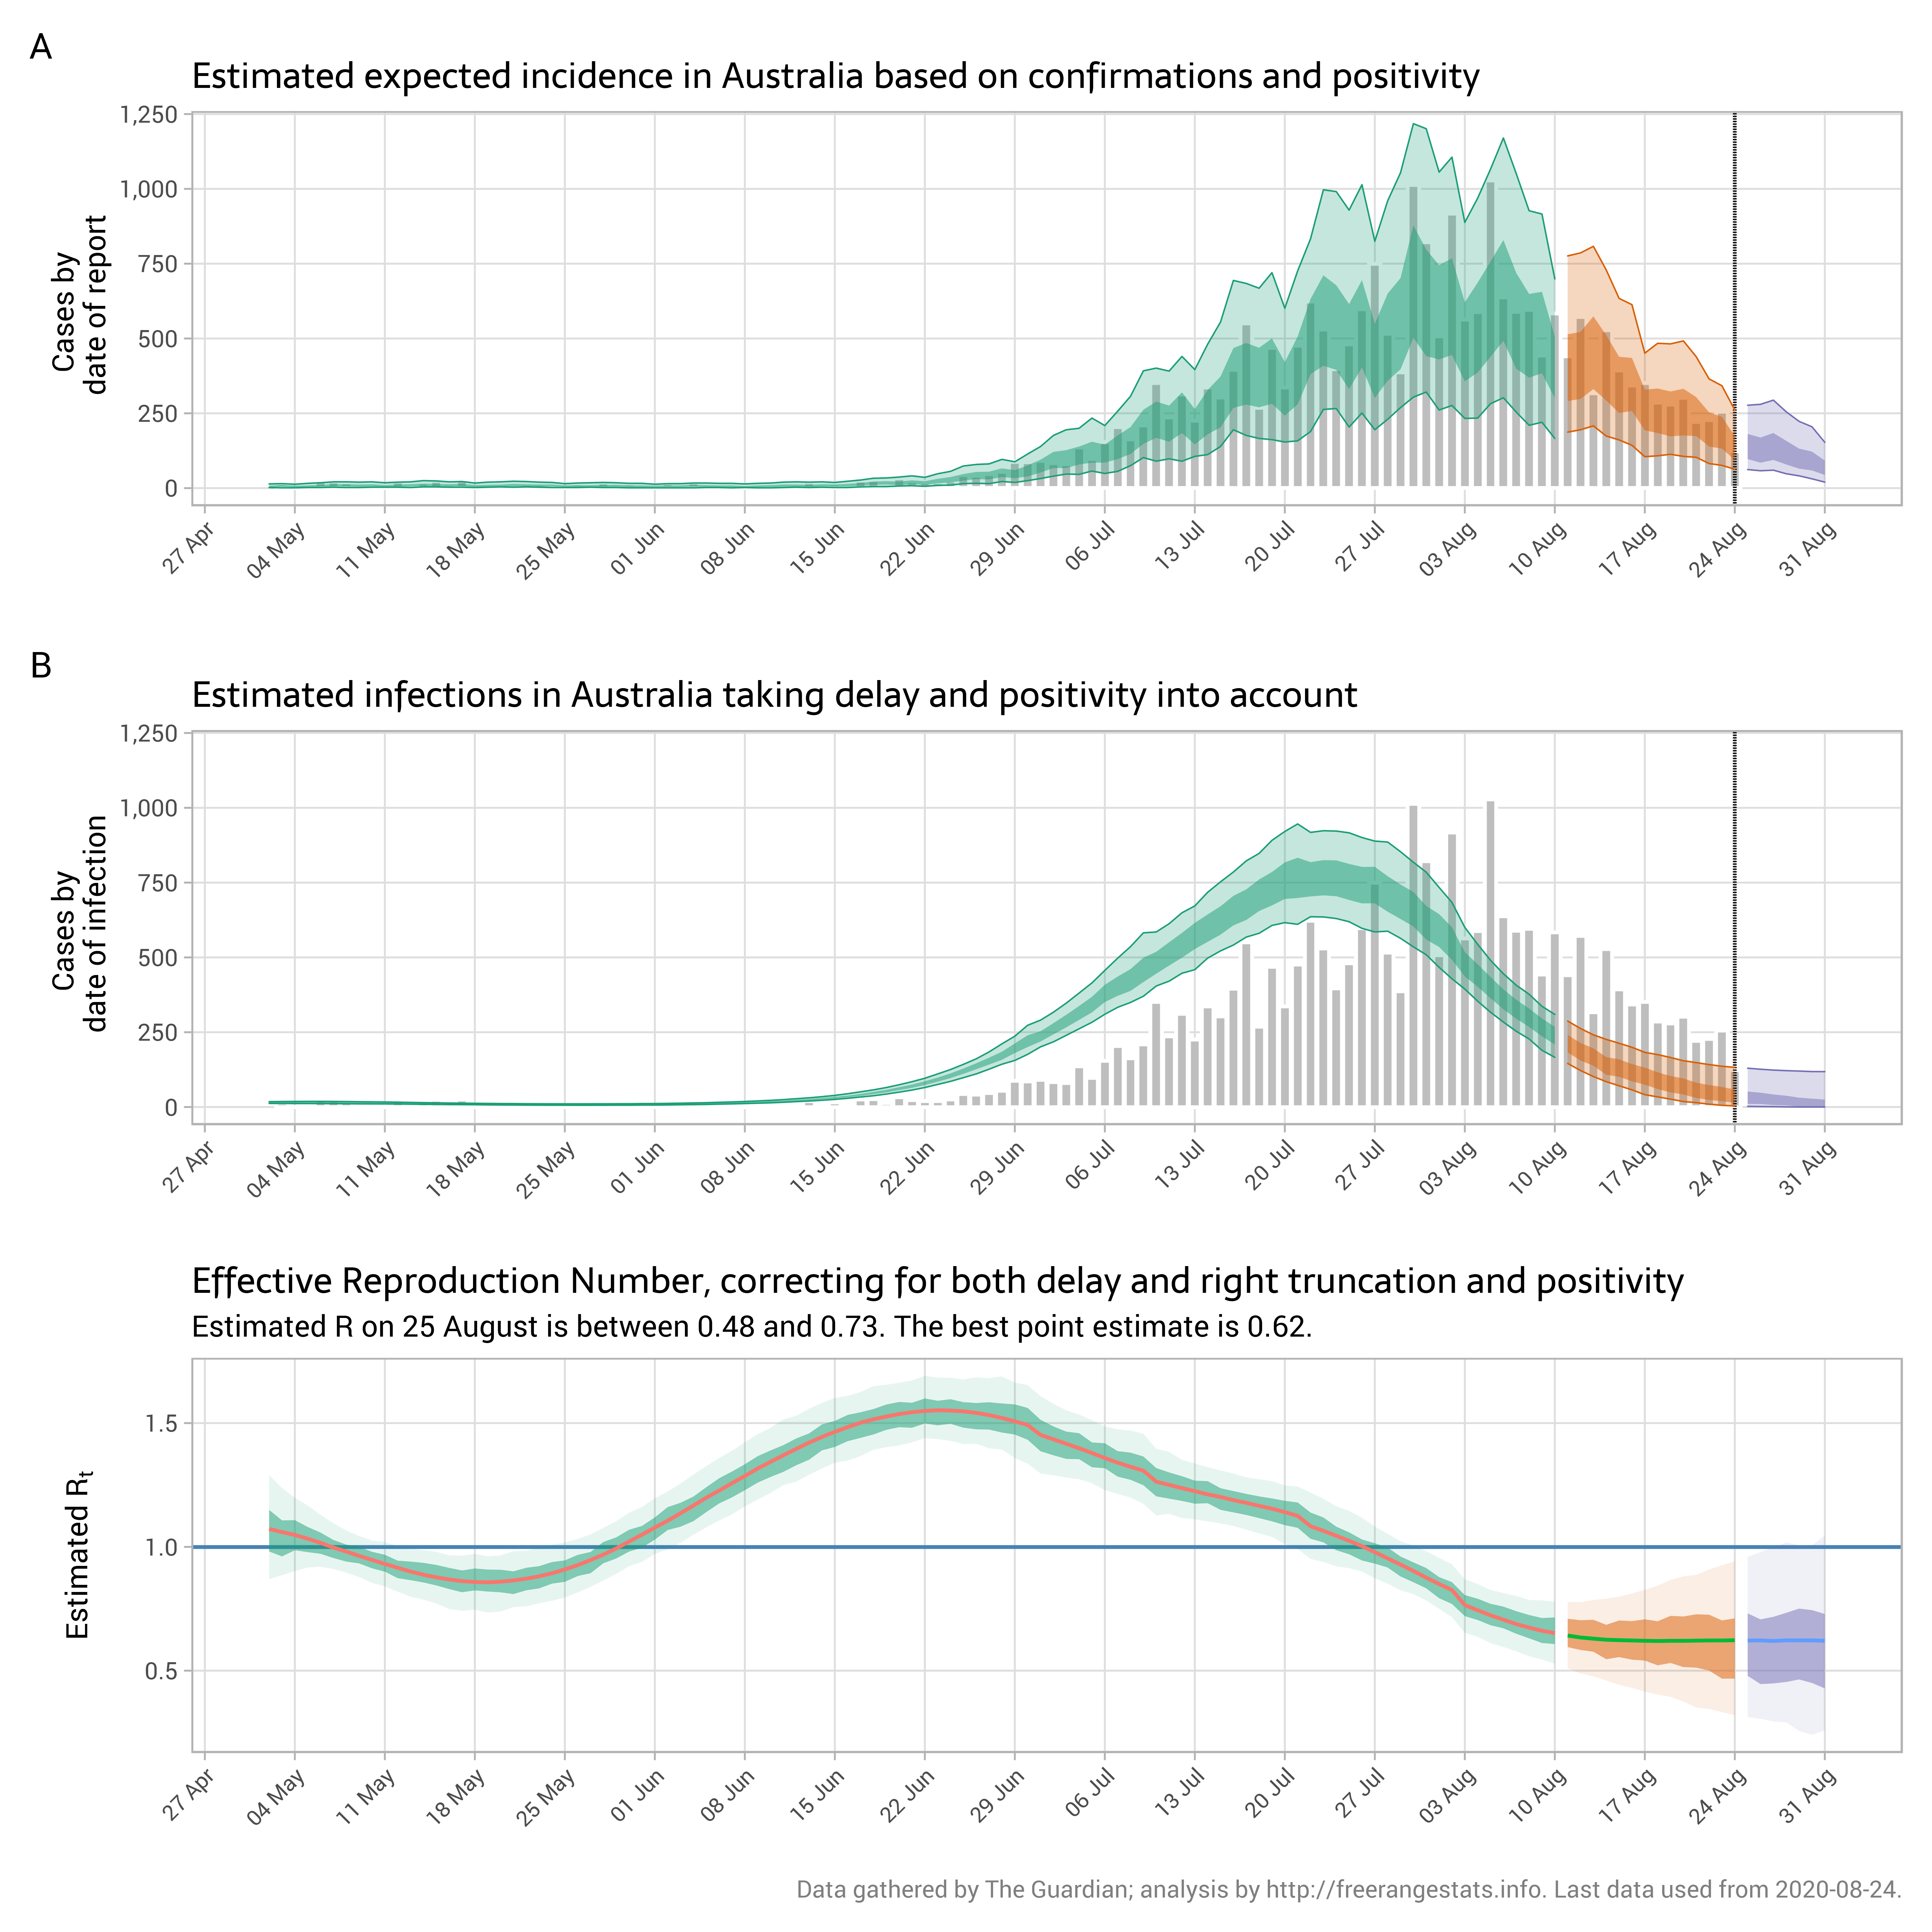 A
Estimated expected incidence in Australia based on confirmations and positivity
Cases by
date of report
1,250
1,000
750
500
250
0
27 Apr
04 May
11 May
18 May
25 May
01 Jun
08 Jun
15 Jun
22 Jun
29 Jun
06 Jul
13 Jul
20 Jul
27 Jul
03 Aug
10 Aug
17 Aug
24 Aug
31 Aug
B
Estimated infections in Australia taking delay and positivity into account
Cases by
date of infection
1,250
1,000
750
500
250
0
27 Apr
04 May
11 May
18 May
25 May
01 Jun
08 Jun
15 Jun
22 Jun
29 Jun
06 Jul
13 Jul
20 Jul
27 Jul
03 Aug
10 Aug
17 Aug
24 Aug
31 Aug
Effective Reproduction Number, correcting for both delay and right truncation and positivity
Estimated R on 25 August is between 0.48 and 0.73. The best point estimate is 0.62.
Estimated Rt
1.5
1.0
0.5
27 Apr
04 May
11 May
18 May
25 May
01 Jun
08 Jun
15 Jun
22 Jun
29 Jun
06 Jul
13 Jul
20 Jul
27 Jul
03 Aug
10 Aug
17 Aug
24 Aug
31 Aug
Data gathered by The Guardian; analysis by http://freerangestats.info. Last data used from 2020-08-24.